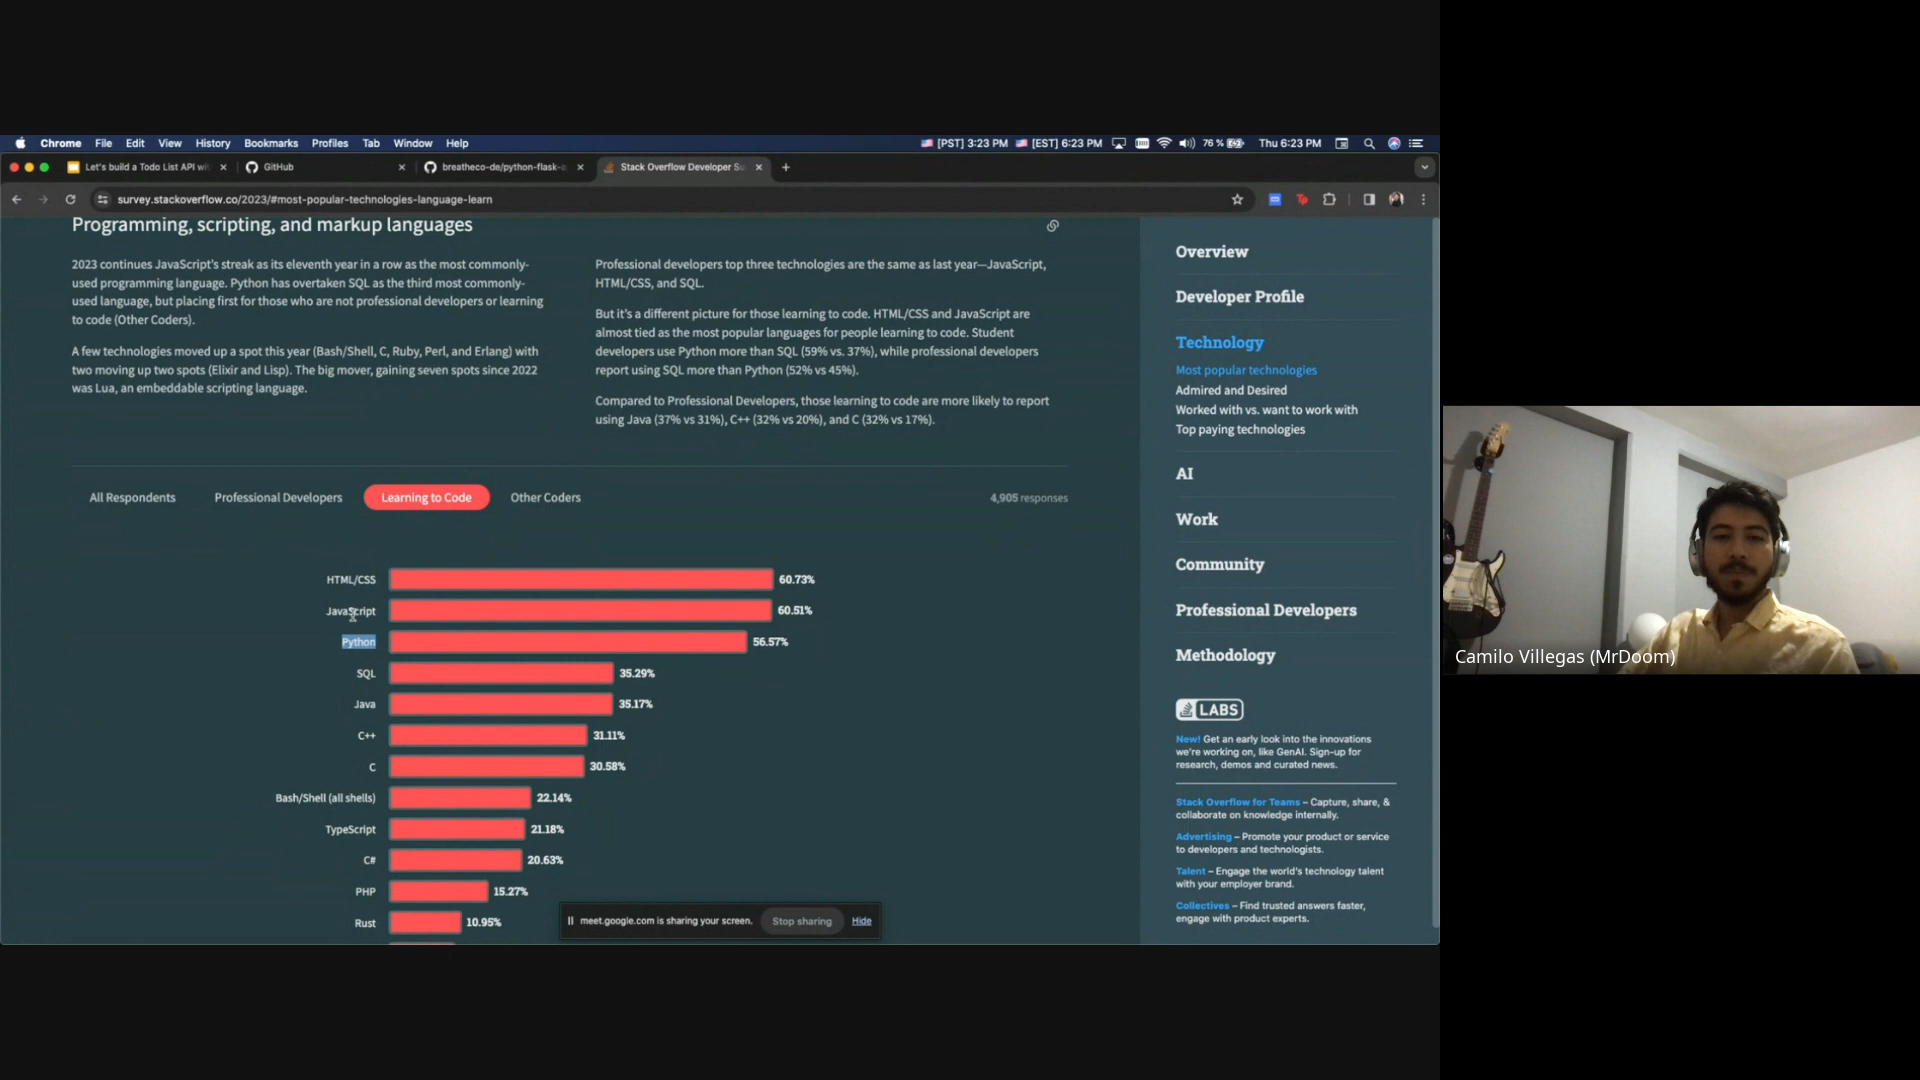 Chrome File Edit View History Bookmarks Profiles Tab Window Help
[PST] 3:23 PM [EST] 6:23 PM 76 % Thu 6:23 PM
Let's build a Todo List API wi
GitHub
breatheco-de/python-flask-
Stack Overflow Developer Su
survey.stackoverflow.co/2023/#most-popular-technologies-language-learn
Programming, scripting, and markup languages
2023 continues JavaScript's streak as its eleventh year in a row as the most commonly-
used programming language. Python has overtaken SQL as the third most commonly-
used language, but placing first for those who are not professional developers or learning
to code (Other Coders).
A few technologies moved up a spot this year (Bash/Shell, C, Ruby, Perl, and Erlang) with
two moving up two spots (Elixir and Lisp). The big mover, gaining seven spots since 2022
was Lua, an embeddable scripting language.
Professional developers top three technologies are the same as last year—JavaScript,
HTML/CSS, and SQL.
But it's a different picture for those learning to code. HTML/CSS and JavaScript are
almost tied as the most popular languages for people learning to code. Student
developers use Python more than SQL (59% vs. 37%), while professional developers
report using SQL more than Python (52% vs 45%).
Compared to Professional Developers, those learning to code are more likely to report
using Java (37% vs 31%), C++ (32% vs 20%), and C (32% vs 17%).
All Respondents Professional Developers Learning to Code Other Coders 4,905 responses
HTML/CSS 60.73%
JavaScript 60.51%
Python 56.57%
SQL 35.29%
Java 35.17%
C++ 31.11%
C 30.58%
Bash/Shell (all shells) 22.14%
TypeScript 21.18%
C# 20.63%
PHP 15.27%
Rust 10.95%
meet.google.com is sharing your screen. Stop sharing Hide
Overview
Developer Profile
Technology
Most popular technologies
Admired and Desired
Worked with vs. want to work with
Top paying technologies
AI
Work
Community
Professional Developers
Methodology
LABS
New! Get an early look into the innovations
we're working on, like GenAI. Sign-up for
research, demos and curated news.
Stack Overflow for Teams – Capture, share, &
collaborate on knowledge internally.
Advertising – Promote your product or service
to developers and technologists.
Talent – Engage the world's technology talent
with your employer brand.
Collectives – Find trusted answers faster,
engage with product experts.
Camilo Villegas (MrDoom)